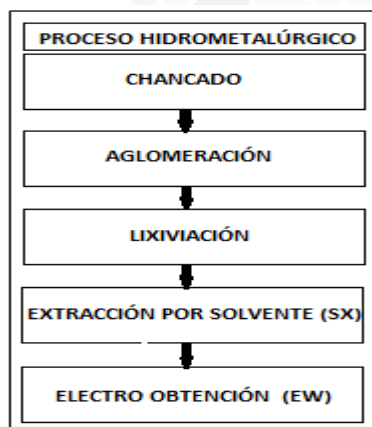 PROCESO HIDROMETALÚRGICO
CHANCADO
AGLOMERACIÓN
LIXIVIACIÓN
EXTRACCIÓN POR SOLVENTE (SX)
ELECTRO OBTENCIÓN (EW)